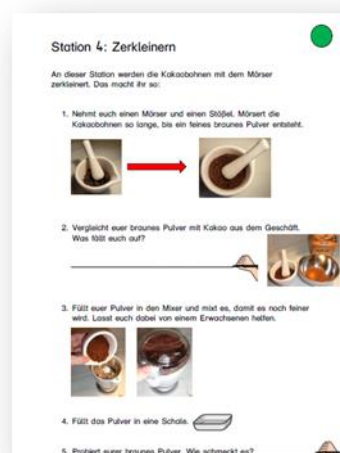 Station 4: Zerkleinern
An dieser Station werden die Kakaobohnen mit dem Mörser
zerkleinert. Das macht ihr so:
1. Nehmt euch einen Mörser und einen Stößel. Mörsert die
Kakaobohnen so lange, bis ein feines braunes Pulver entsteht.
2. Vergleicht euer braunes Pulver mit Kakao aus dem Geschäft.
Was fällt euch auf?
3. Füllt euer Pulver in den Mixer und mixt es, damit es noch feiner
wird. Lasst euch dabei von einem Erwachsenen helfen.
4. Füllt das Pulver in eine Schale.
5. Probiert eurer braunes Pulver. Wie schmeckt es?